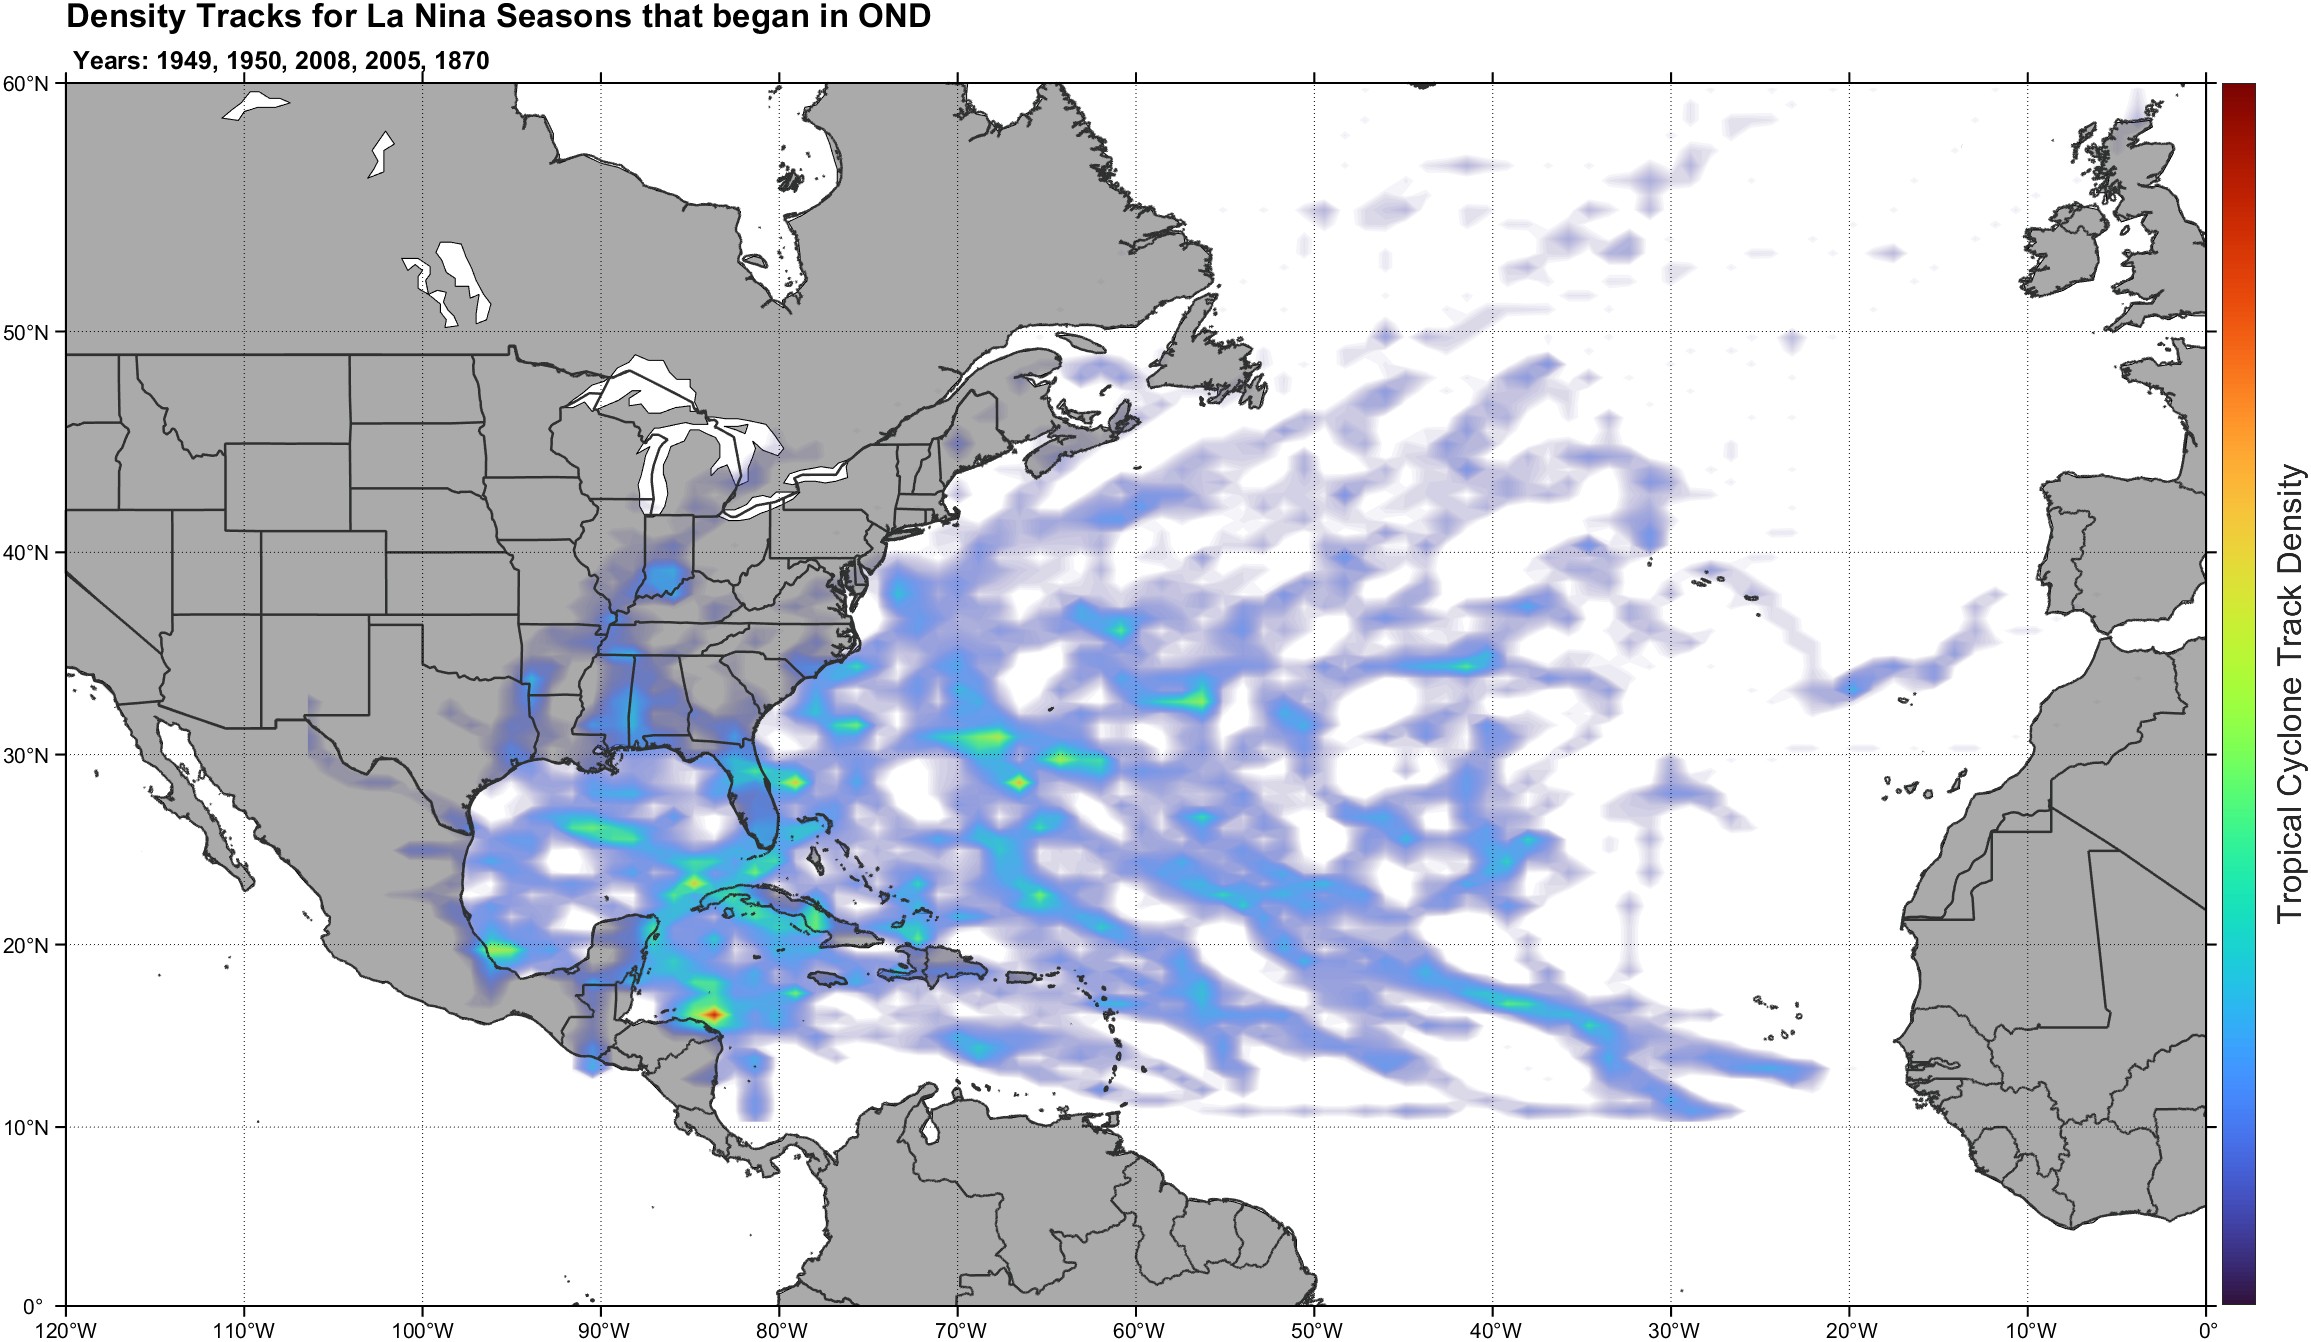 Density Tracks for La Nina Seasons that began in OND
Years: 1949, 1950, 2008, 2005, 1870
60°N
50°N
40°N
30°N
20°N
10°N
0°
120°W 110°W 100°W 90°W 80°W 70°W 60°W 50°W 40°W 30°W 20°W 10°W 0°
Tropical Cyclone Track Density